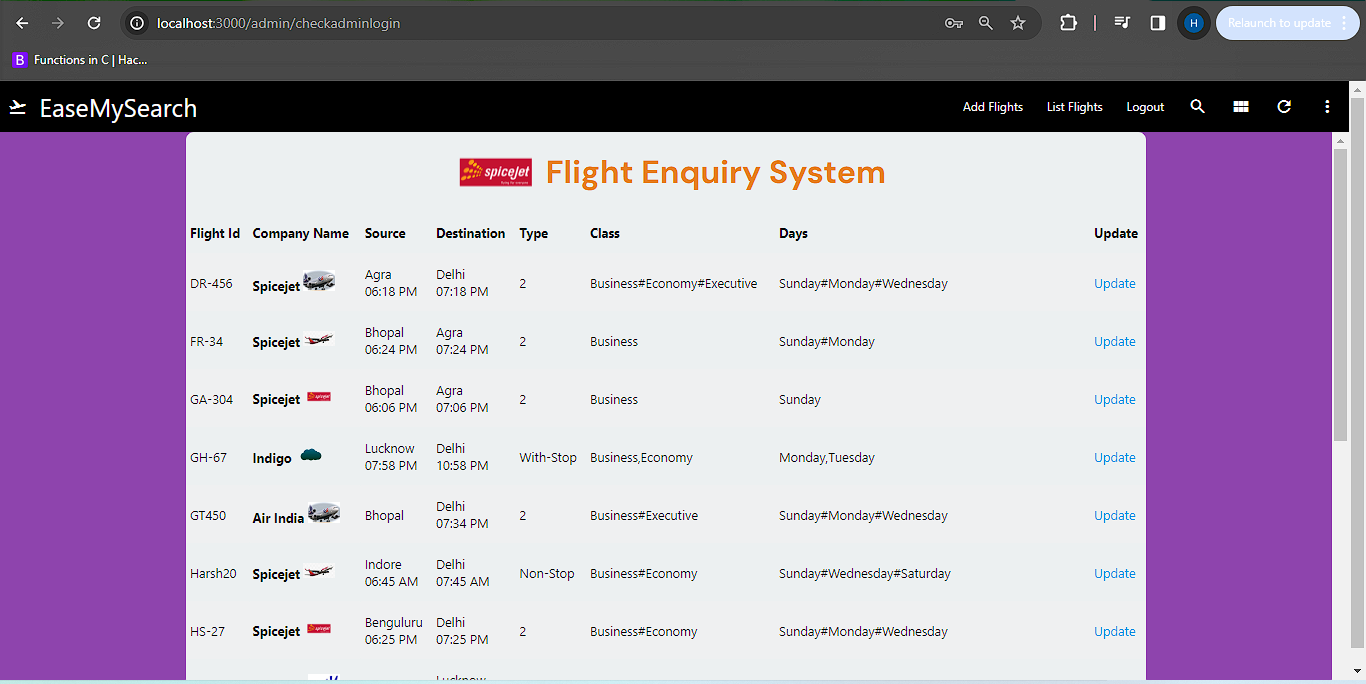 localhost:3000/admin/checkadminlogin
H
Relaunch to update
B Functions in C | Hac...
EaseMySearch
Add Flights List Flights Logout
spicejet Flight Enquiry System
Flight Id Company Name Source Destination Type Class Days Update
DR-456 Spicejet Agra 06:18 PM Delhi 07:18 PM 2 Business#Economy#Executive Sunday#Monday#Wednesday Update
FR-34 Spicejet Bhopal 06:24 PM Agra 07:24 PM 2 Business Sunday#Monday Update
GA-304 Spicejet spicejet Bhopal 06:06 PM Agra 07:06 PM 2 Business Sunday Update
GH-67 Indigo Lucknow 07:58 PM Delhi 10:58 PM With-Stop Business,Economy Monday,Tuesday Update
GT450 Air India Bhopal Delhi 07:34 PM 2 Business#Executive Sunday#Monday#Wednesday Update
Harsh20 Spicejet Indore 06:45 AM Delhi 07:45 AM Non-Stop Business#Economy Sunday#Wednesday#Saturday Update
HS-27 Spicejet spicejet Benguluru 06:25 PM Delhi 07:25 PM 2 Business#Economy Sunday#Monday#Wednesday Update
Lucknow